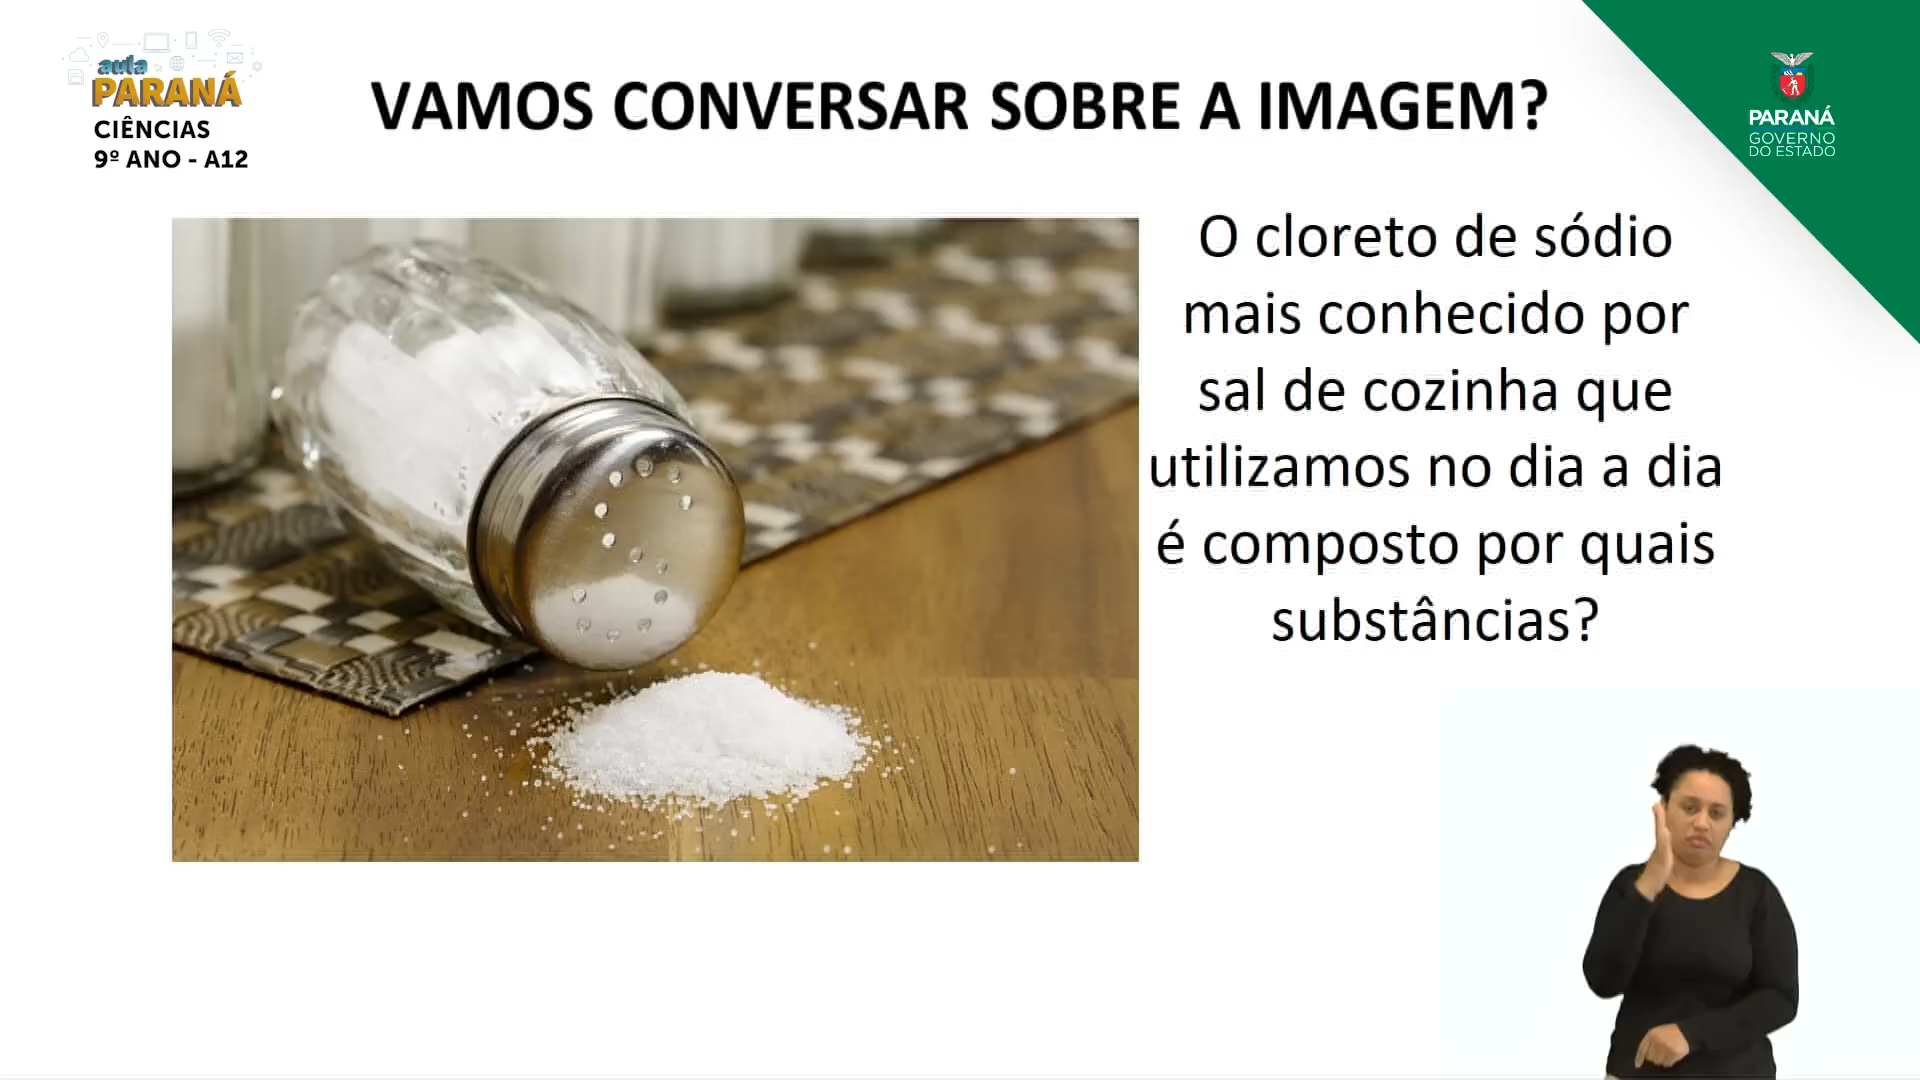 aula
PARANÁ
CIÊNCIAS
9º ANO - A12
VAMOS CONVERSAR SOBRE A IMAGEM?
PARANÁ
GOVERNO
DO ESTADO
O cloreto de sódio
mais conhecido por
sal de cozinha que
utilizamos no dia a dia
é composto por quais
substâncias?